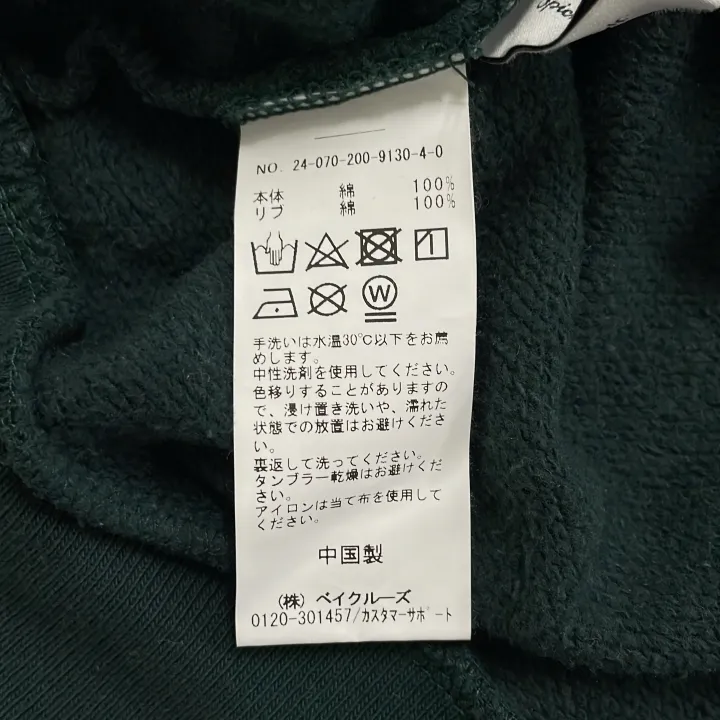 NO. 24-070-200-9130-4-0
本体 綿 100%
リブ 綿 100%
W
手洗いは水温30℃以下をお薦
めします。
中性洗剤を使用してください。
色移りすることがありますの
で、浸け置き洗いや、濡れた
状態での放置はお避けくださ
い。
裏返して洗ってください。
タンブラー乾燥はお避けくだ
さい。
アイロンは当て布を使用して
ください。
中国製
(株) ベイクルーズ
0120-301457/カスタマーサポート